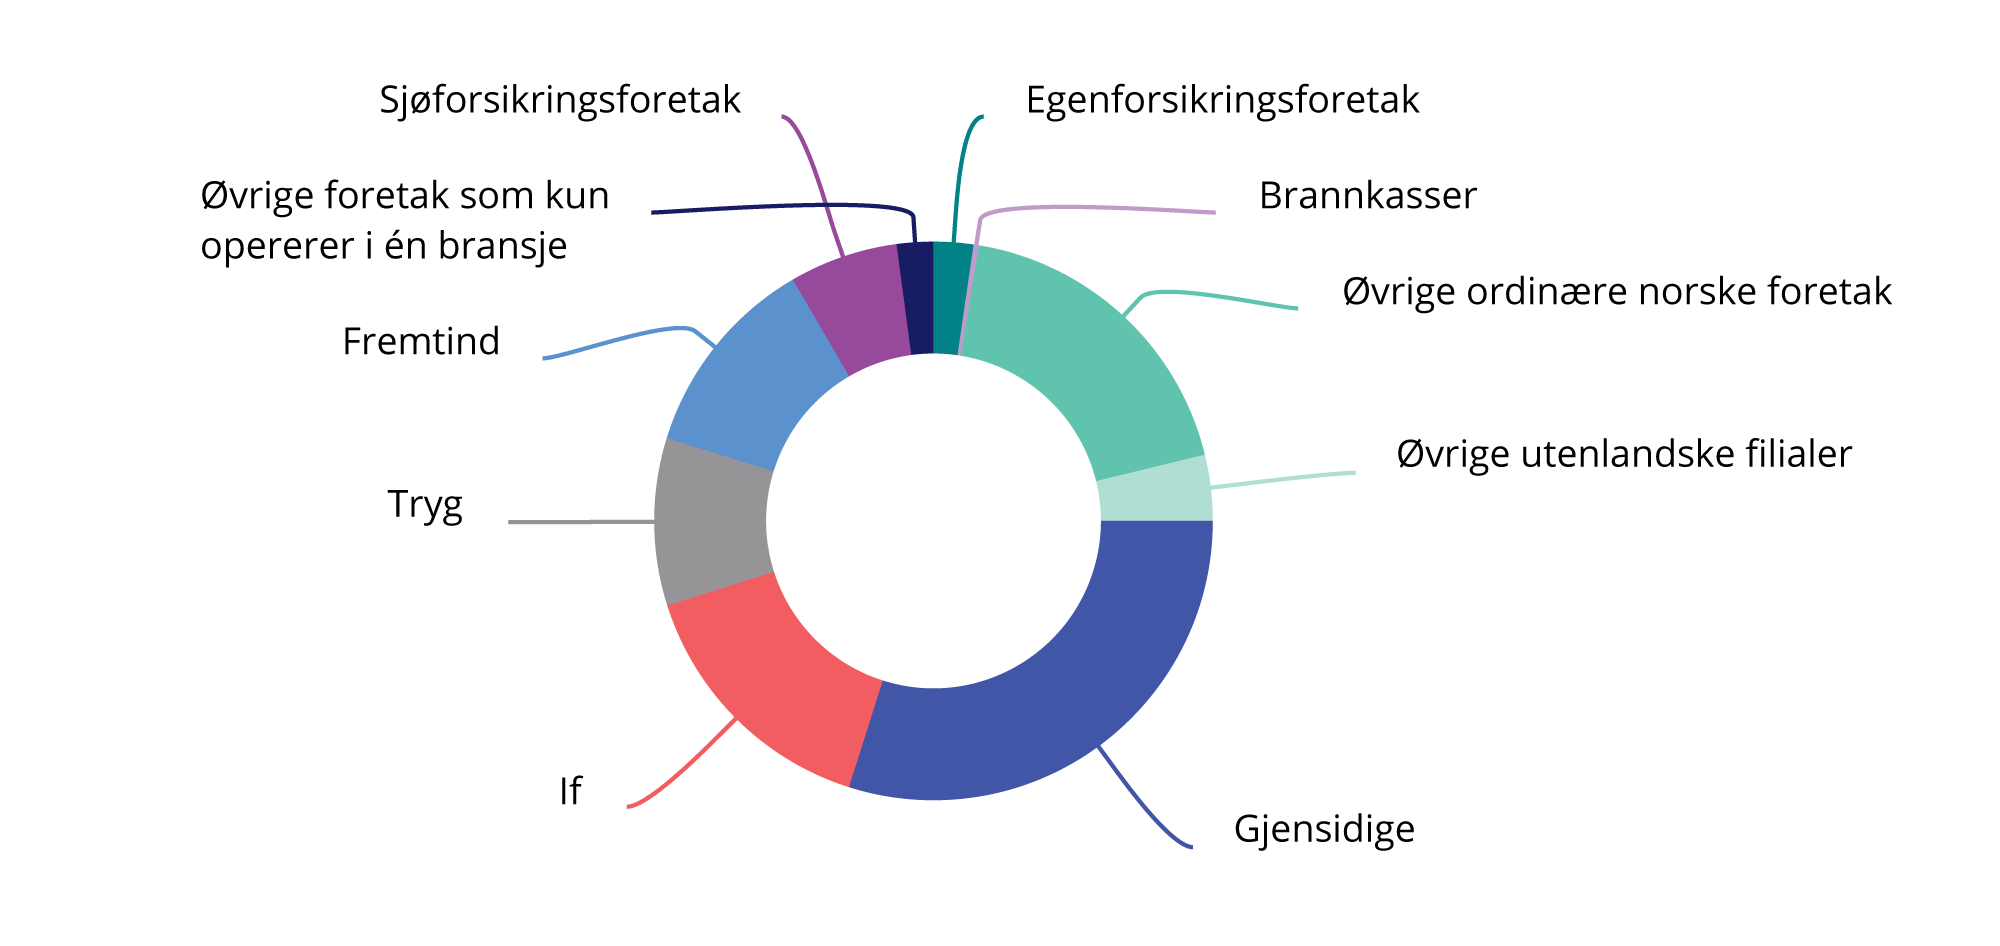 Sjøforsikringsforetak
Egenforsikringsforetak
Øvrige foretak som kun
opererer i én bransje
Brannkasser
Øvrige ordinære norske foretak
Fremtind
Øvrige utenlandske filialer
Tryg
If
Gjensidige